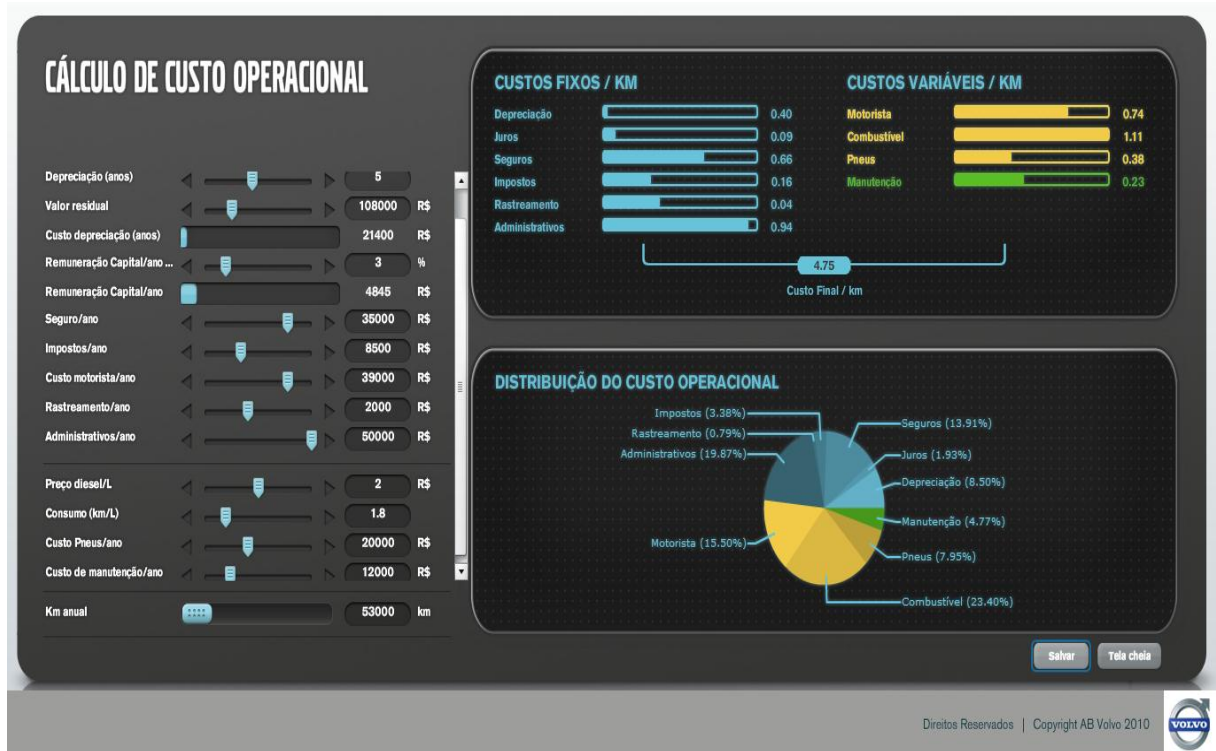 CÁLCULO DE CUSTO OPERACIONAL
Depreciação (anos) 5
Valor residual 108000 R$
Custo depreciação (anos) 21400 R$
Remuneração Capital/ano ... 3 %
Remuneração Capital/ano 4845 R$
Seguro/ano 35000 R$
Impostos/ano 8500 R$
Custo motorista/ano 39000 R$
Rastreamento/ano 2000 R$
Administrativos/ano 50000 R$
Preço diesel/L 2 R$
Consumo (km/L) 1.8
Custo Pneus/ano 20000 R$
Custo de manutenção/ano 12000 R$
Km anual 53000 km
CUSTOS FIXOS / KM
Depreciação 0.40
Juros 0.09
Seguros 0.66
Impostos 0.16
Rastreamento 0.04
Administrativos 0.94
CUSTOS VARIÁVEIS / KM
Motorista 0.74
Combustível 1.11
Pneus 0.38
Manutenção 0.23
4.75
Custo Final / km
DISTRIBUIÇÃO DO CUSTO OPERACIONAL
Impostos (3.38%)
Rastreamento (0.79%)
Administrativos (19.87%)
Motorista (15.50%)
Seguros (13.91%)
Juros (1.93%)
Depreciação (8.50%)
Manutenção (4.77%)
Pneus (7.95%)
Combustível (23.40%)
Salvar
Tela cheia
Direitos Reservados | Copyright AB Volvo 2010
VOLVO